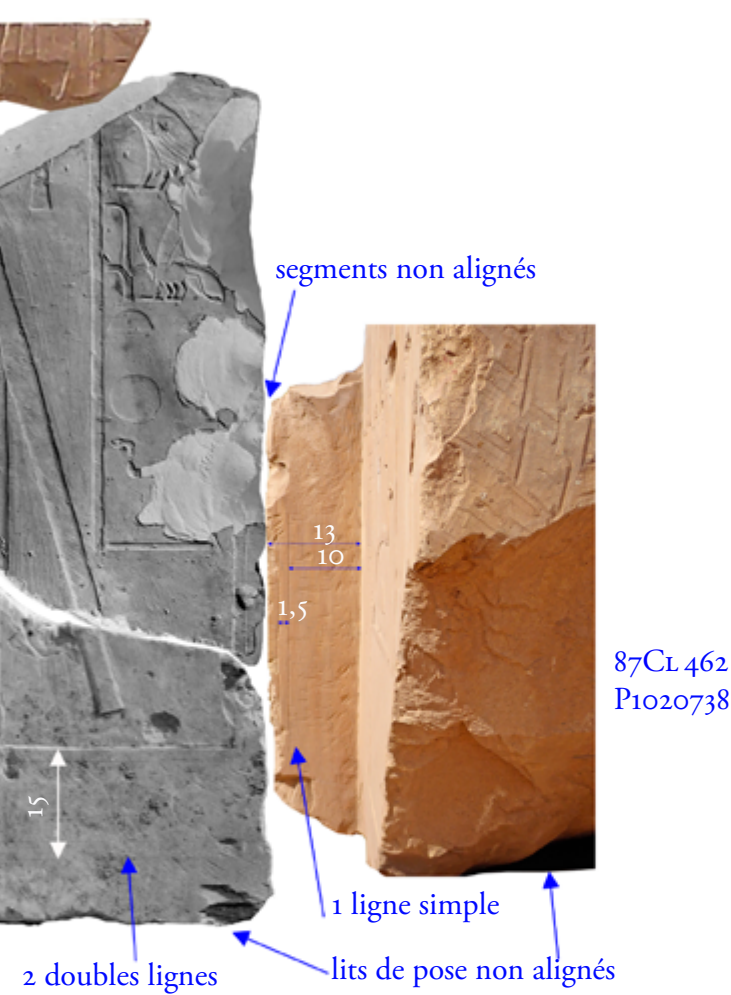 segments non alignés
13
10
1,5
87CL 462
P1020738
15
1 ligne simple
2 doubles lignes
lits de pose non alignés